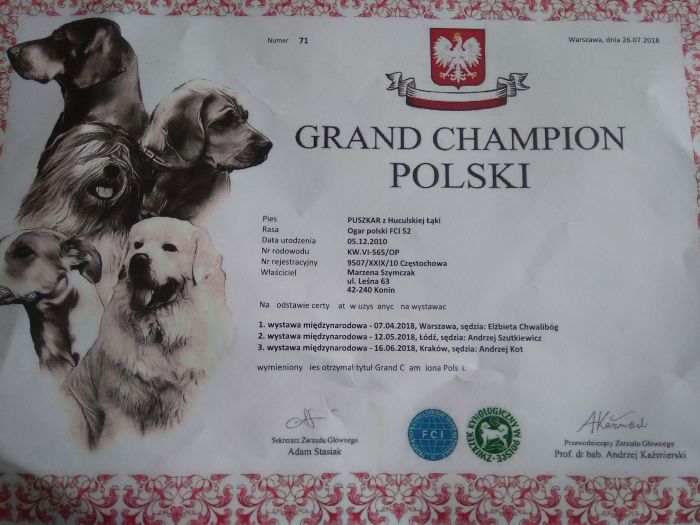 Numer 71
Warszawa, dnia 26.07.2018
GRAND CHAMPION
POLSKI
Pies PUSZKAR z Huculskiej Łąki
Rasa Ogar polski FCI 52
Data urodzenia 05.12.2010
Nr rodowodu KW.VI-565/OP
Nr rejestracyjny 9507/XXIX/10 Częstochowa
Właściciel Marzena Szymczak
ul. Leśna 63
42-240 Konin
Na odstawie certy at w uzys anyc na wystawac
1. wystawa międzynarodowa - 07.04.2018, Warszawa, sędzia: Elżbieta Chwalibóg
2. wystawa międzynarodowa - 12.05.2018, Łódź, sędzia: Andrzej Szutkiewicz
3. wystawa międzynarodowa - 16.06.2018, Kraków, sędzia: Andrzej Kot
wymieniony ies otrzymał tytuł Grand C am iona Pols i.
Sekretarz Zarządu Głównego
Adam Stasiak
FCI
ZWIĄZEK KYNOLOGICZNY W POLSCE
Przewodniczący Zarządu Głównego
Prof. dr hab. Andrzej Kaźmierski